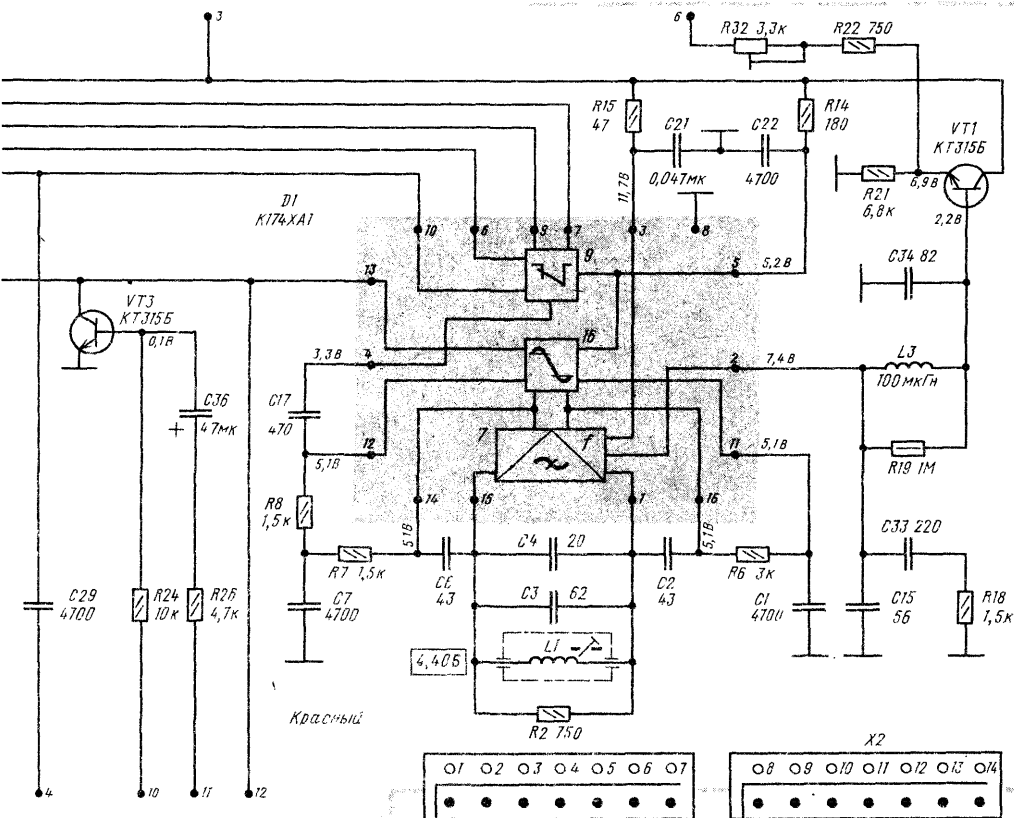 3
6
R32 3,3к
R22 750
R15
47
C21
C22
R14
180
VT1
КТ315Б
0,047мк
4700
11,7В
R21
6,8к
6,9В
2,2В
D1
К174ХА1
10
6
9
7
3
8
9
13
5
5,2В
C34 82
VT3
КТ315Б
0,1В
16
3,3В
4
2
7,4В
L3
100мкГн
C36
47мк
+
C17
470
12
5,1В
7
f
11
5,1В
R19 1М
14
15
1
16
R8
1,5к
5,1В
5,1В
C33 220
R7 1,5к
C6
43
C4
20
C2
43
R6 3к
C29
4700
R24
10к
R26
4,7к
C7
4700
C3
62
C1
4700
C15
56
R18
1,5к
4,406
L1
Красный
R2 750
X2
1 2 3 4 5 6 7
8 9 10 11 12 13 14
4
10
11
12